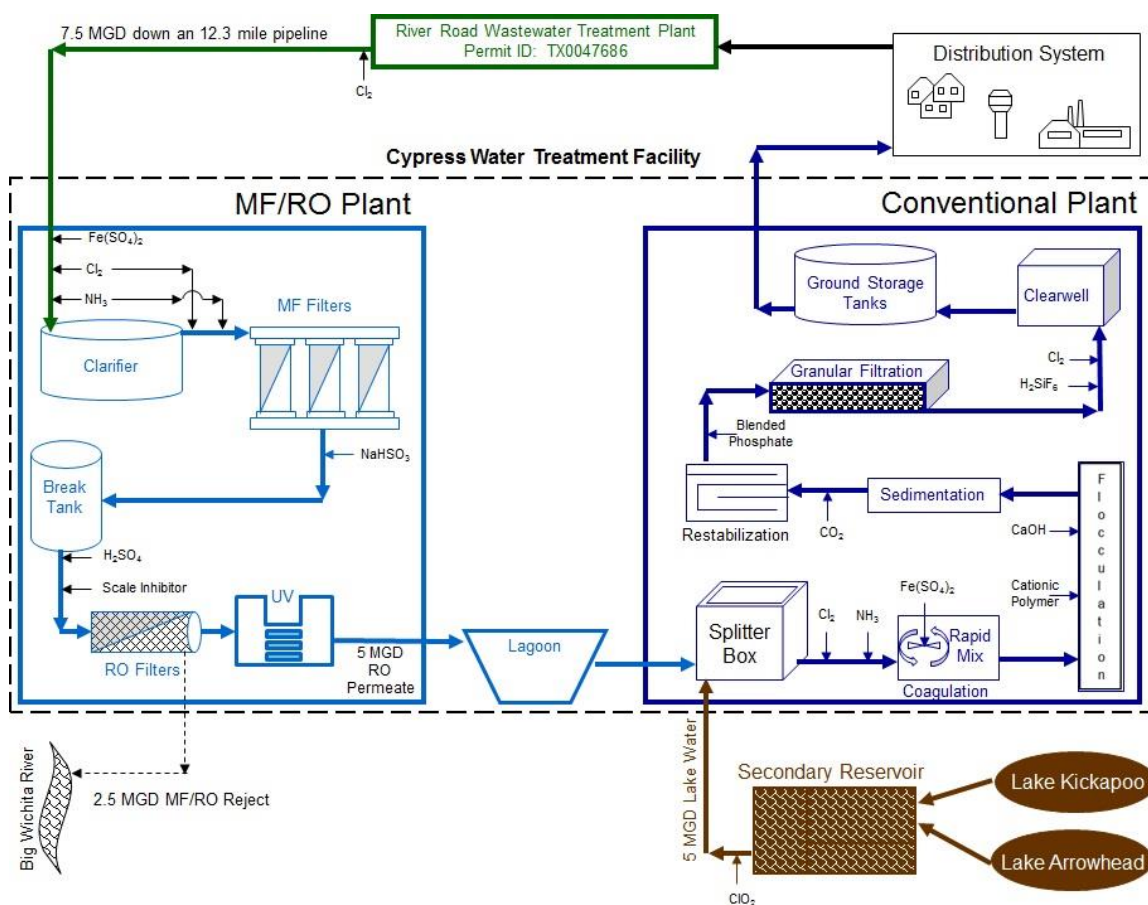 7.5 MGD down an 12.3 mile pipeline
River Road Wastewater Treatment Plant
Permit ID:  TX0047686
Cl2
Distribution System
Cypress Water Treatment Facility
MF/RO Plant
Fe(SO4)2
Cl2
NH3
MF Filters
Clarifier
NaHSO3
Break
Tank
H2SO4
Scale Inhibitor
RO Filters
UV
5 MGD
RO
Permeate
Lagoon
2.5 MGD MF/RO Reject
Big Wichita River
Conventional Plant
Ground Storage
Tanks
Clearwell
Cl2
H2SiF6
Granular Filtration
Blended
Phosphate
Restabilization
CO2
Sedimentation
Flocculation
CaOH
Cationic
Polymer
Splitter
Box
Cl2
NH3
Fe(SO4)2
Rapid
Mix
Coagulation
5 MGD Lake Water
Secondary Reservoir
ClO2
Lake Kickapoo
Lake Arrowhead